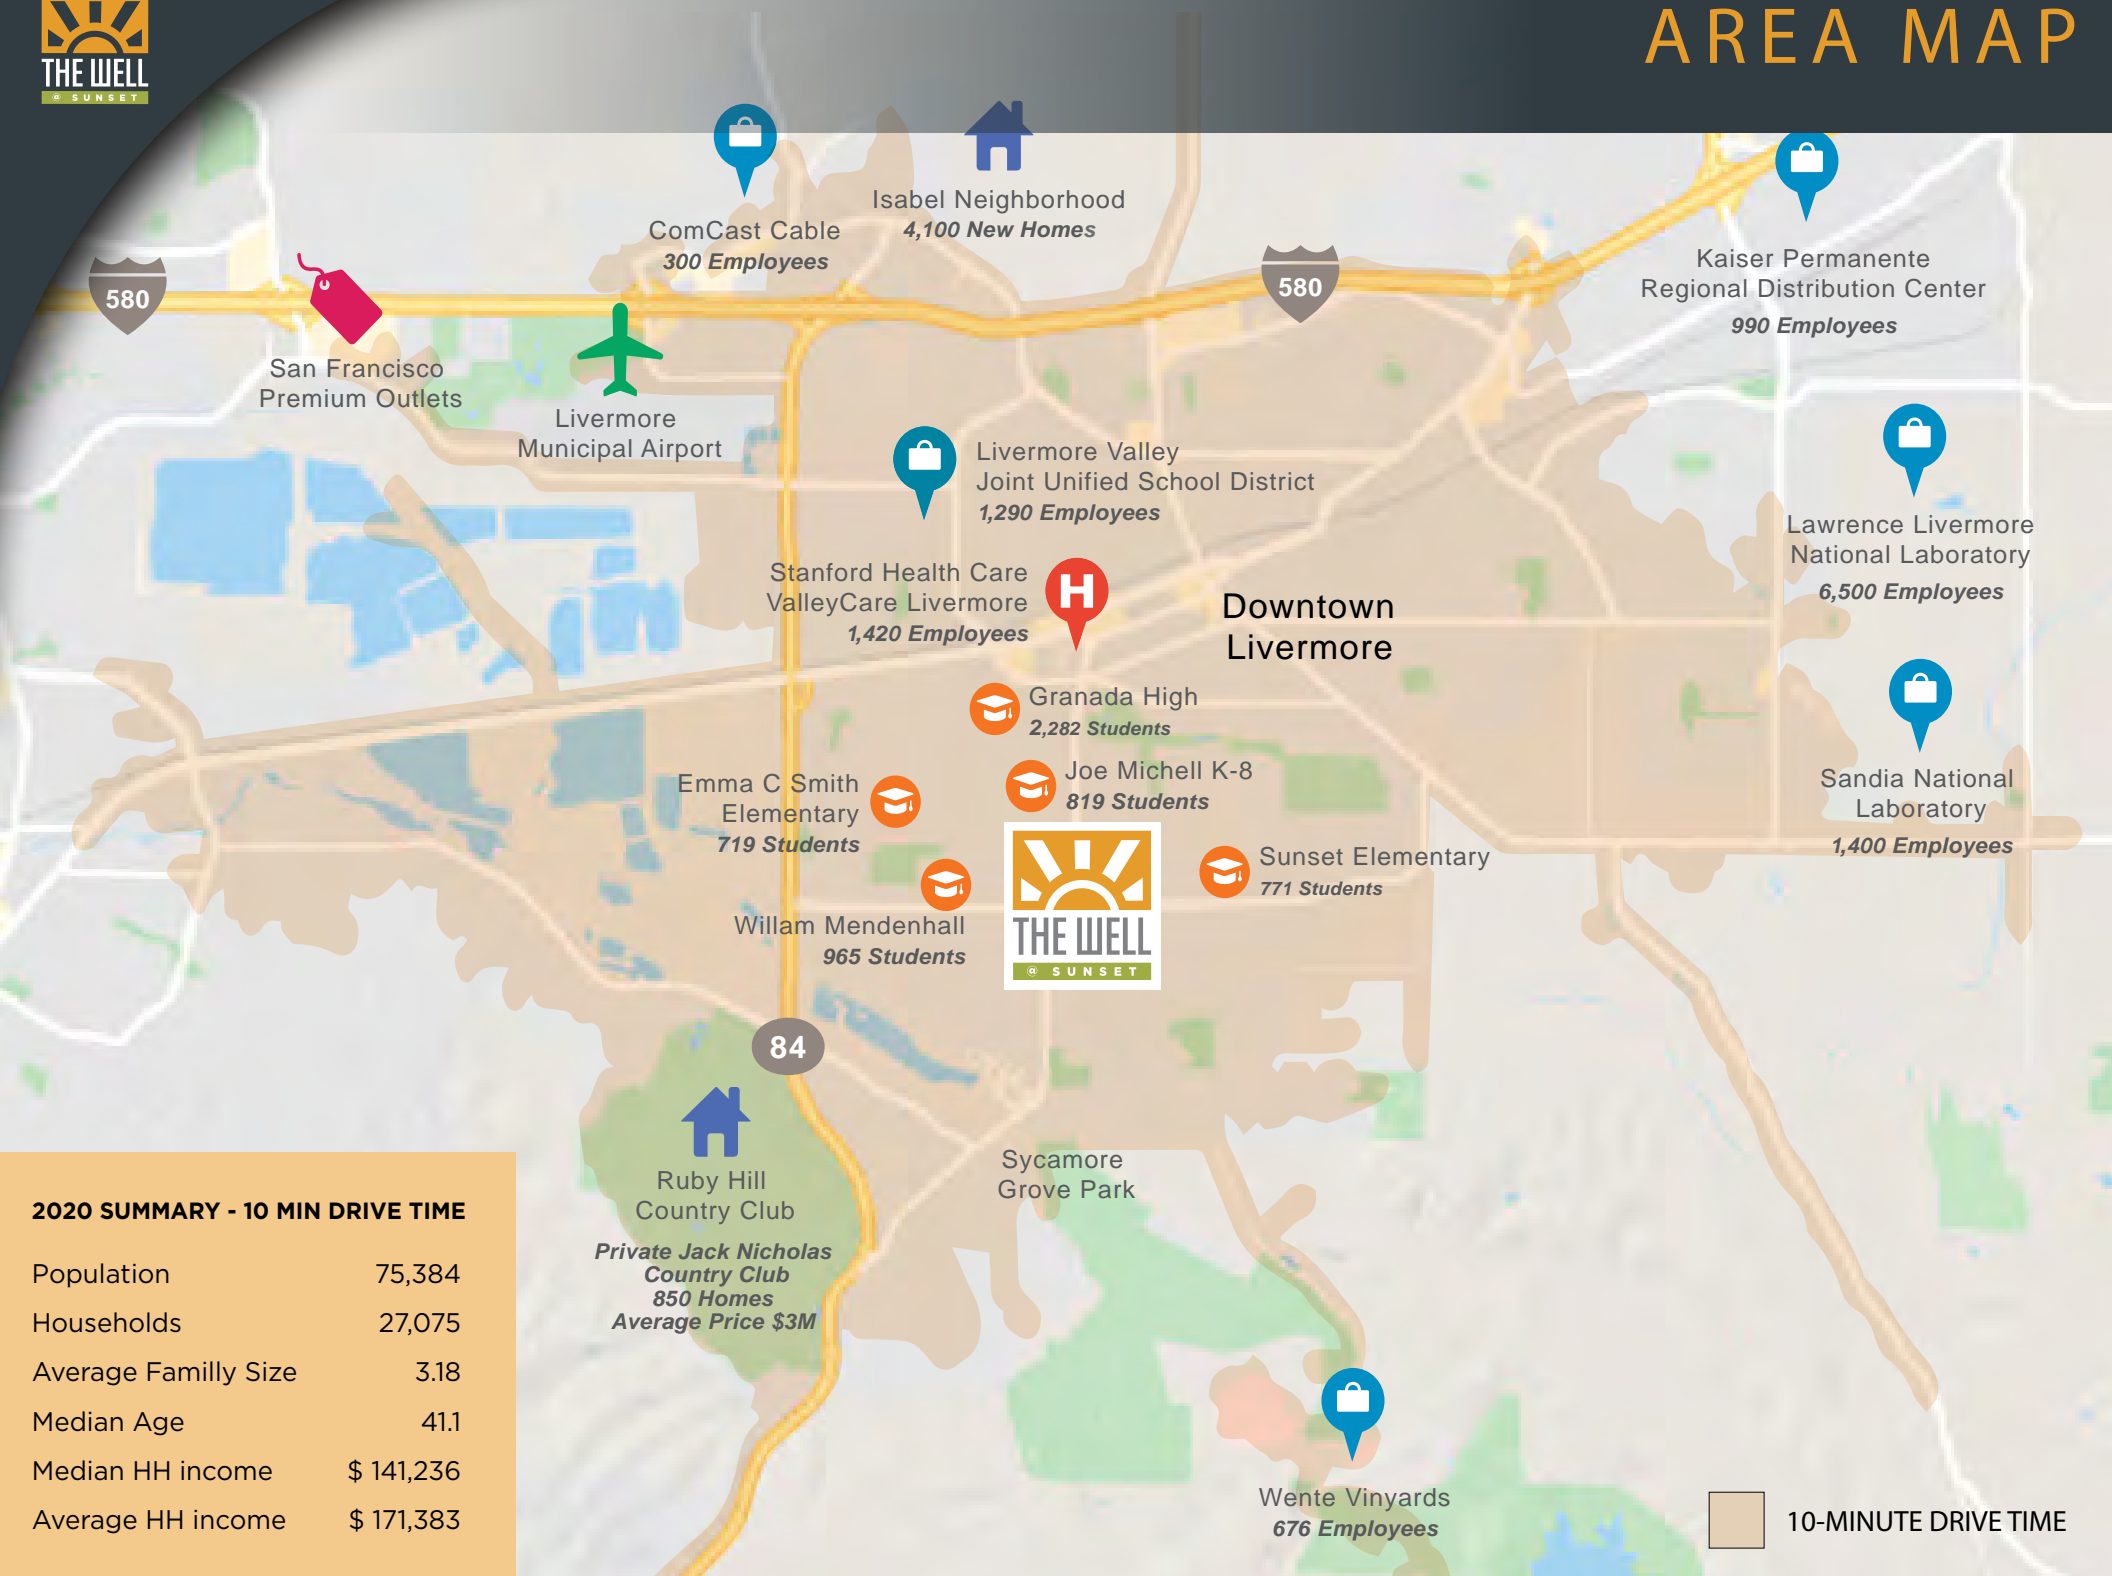 THE WELL
@ SUNSET
AREA MAP
ComCast Cable
300 Employees
Isabel Neighborhood
4,100 New Homes
Kaiser Permanente
Regional Distribution Center
990 Employees
580
580
San Francisco
Premium Outlets
Livermore
Municipal Airport
Livermore Valley
Joint Unified School District
1,290 Employees
Lawrence Livermore
National Laboratory
6,500 Employees
Stanford Health Care
ValleyCare Livermore
1,420 Employees
H
Downtown
Livermore
Granada High
2,282 Students
Emma C Smith
Elementary
719 Students
Joe Michell K-8
819 Students
Sandia National
Laboratory
1,400 Employees
Sunset Elementary
771 Students
Willam Mendenhall
965 Students
THE WELL
@ SUNSET
84
Ruby Hill
Country Club
Private Jack Nicholas
Country Club
850 Homes
Average Price $3M
Sycamore
Grove Park
Wente Vinyards
676 Employees
2020 SUMMARY - 10 MIN DRIVE TIME
Population 75,384
Households 27,075
Average Familly Size 3.18
Median Age 41.1
Median HH income $ 141,236
Average HH income $ 171,383
10-MINUTE DRIVE TIME